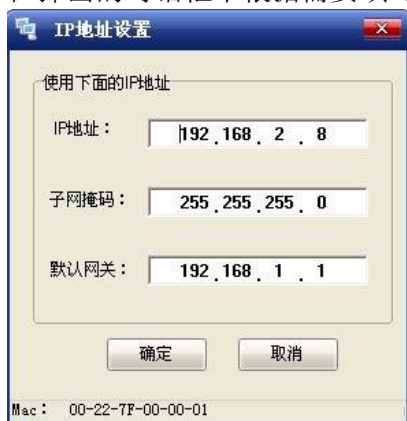 IP地址设置
使用下面的IP地址
IP地址： 192.168. 2 . 8
子网掩码： 255.255.255. 0
默认网关： 192.168. 1 . 1
确定 取消
Mac： 00-22-7F-00-00-01